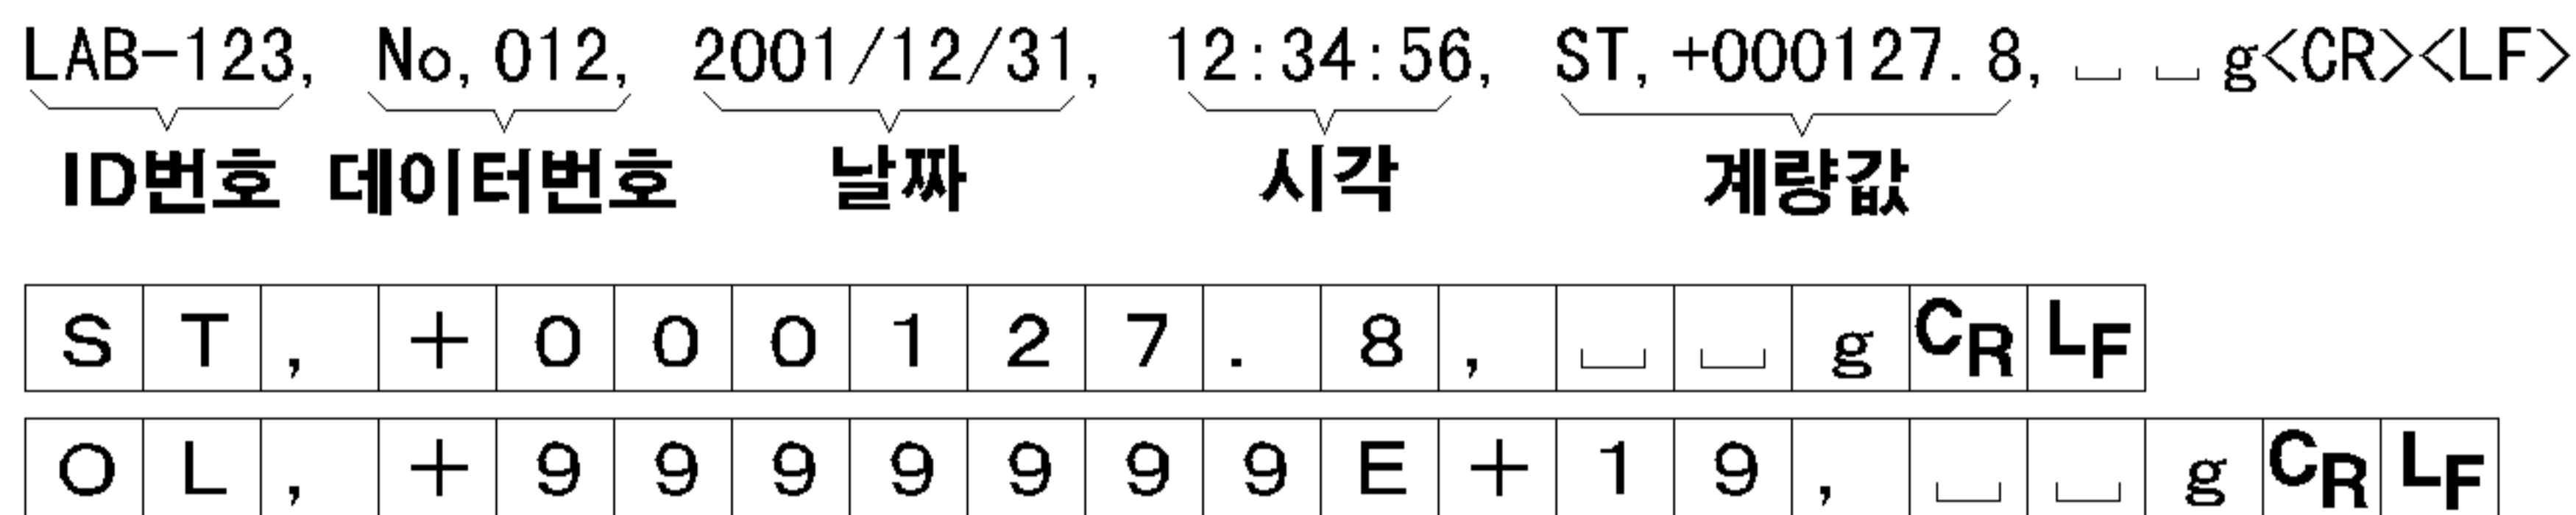 LAB-123, No,012, 2001/12/31, 12:34:56, ST,+000127.8, ␣ ␣ g<CR><LF>
ID번호 데이터번호 날짜 시각 계량값
S T , + 0 0 0 1 2 7 . 8 , ␣ ␣ g CR LF
O L , + 9 9 9 9 9 9 9 E + 1 9 , ␣ ␣ g CR LF